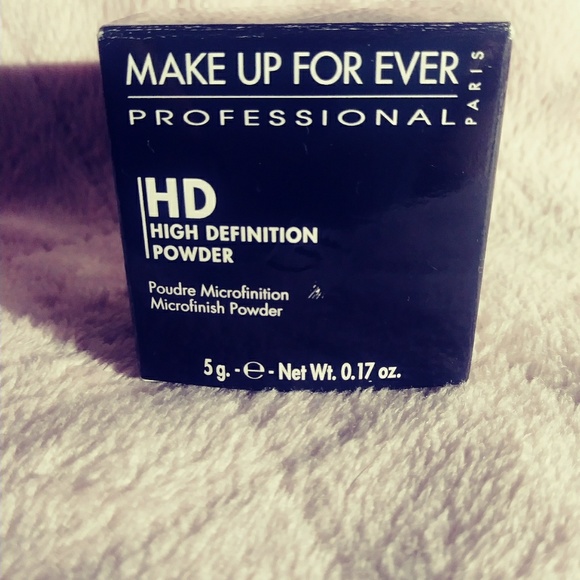 MAKE UP FOR EVER
PARIS
PROFESSIONAL
HD
HIGH DEFINITION
POWDER
Poudre Microfinition
Microfinish Powder
5 g. - ℮ - Net Wt. 0.17 oz.